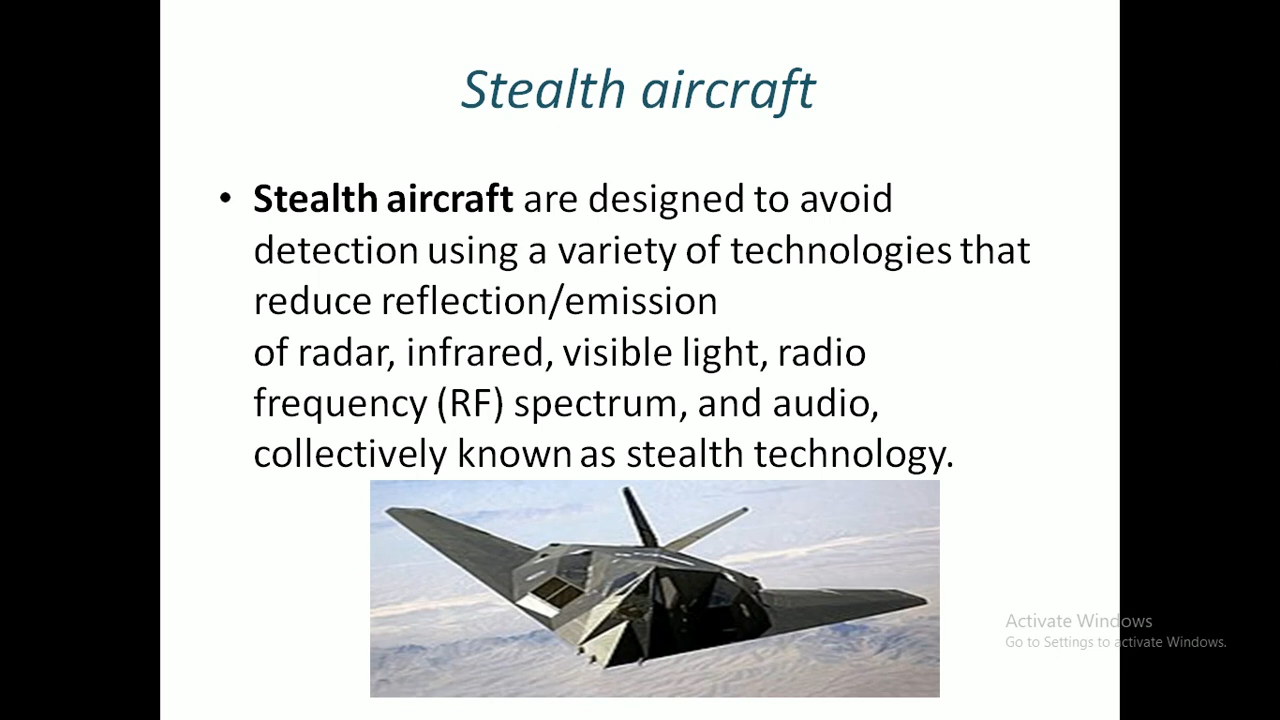 Stealth aircraft
• Stealth aircraft are designed to avoid
detection using a variety of technologies that
reduce reflection/emission
of radar, infrared, visible light, radio
frequency (RF) spectrum, and audio,
collectively known as stealth technology.
Activate Windows
Go to Settings to activate Windows.